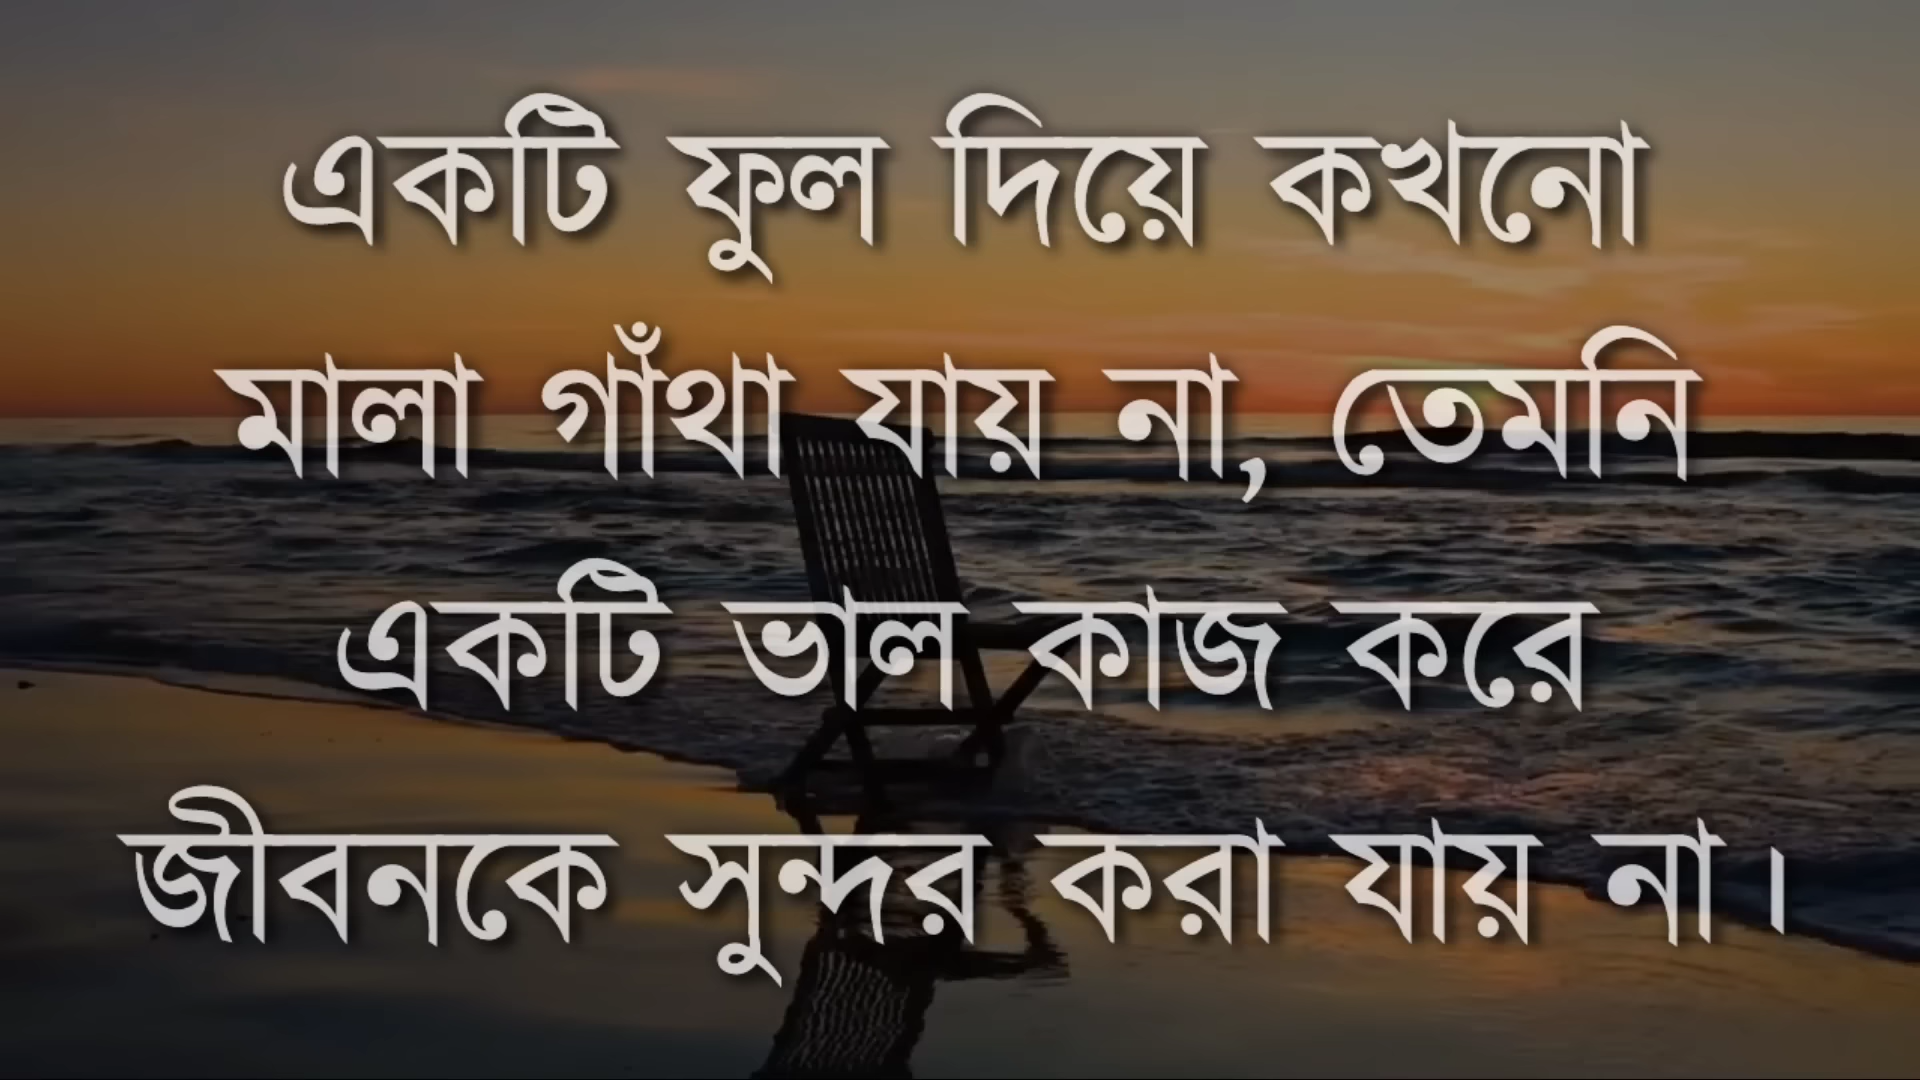 একটি ফুল দিয়ে কখনো
মালা গাঁথা যায় না, তেমনি
একটি ভাল কাজ করে
জীবনকে সুন্দর করা যায় না।